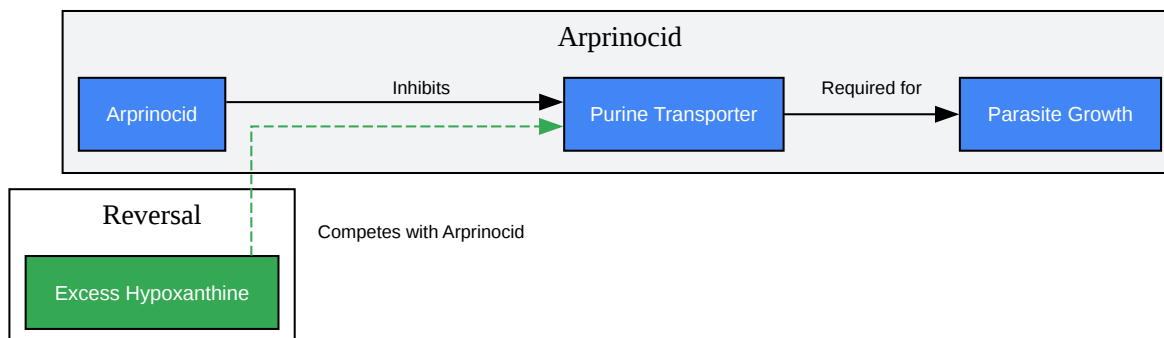 Arprinocid
Arprinocid
Inhibits
Purine Transporter
Required for
Parasite Growth
Reversal
Competes with Arprinocid
Excess Hypoxanthine